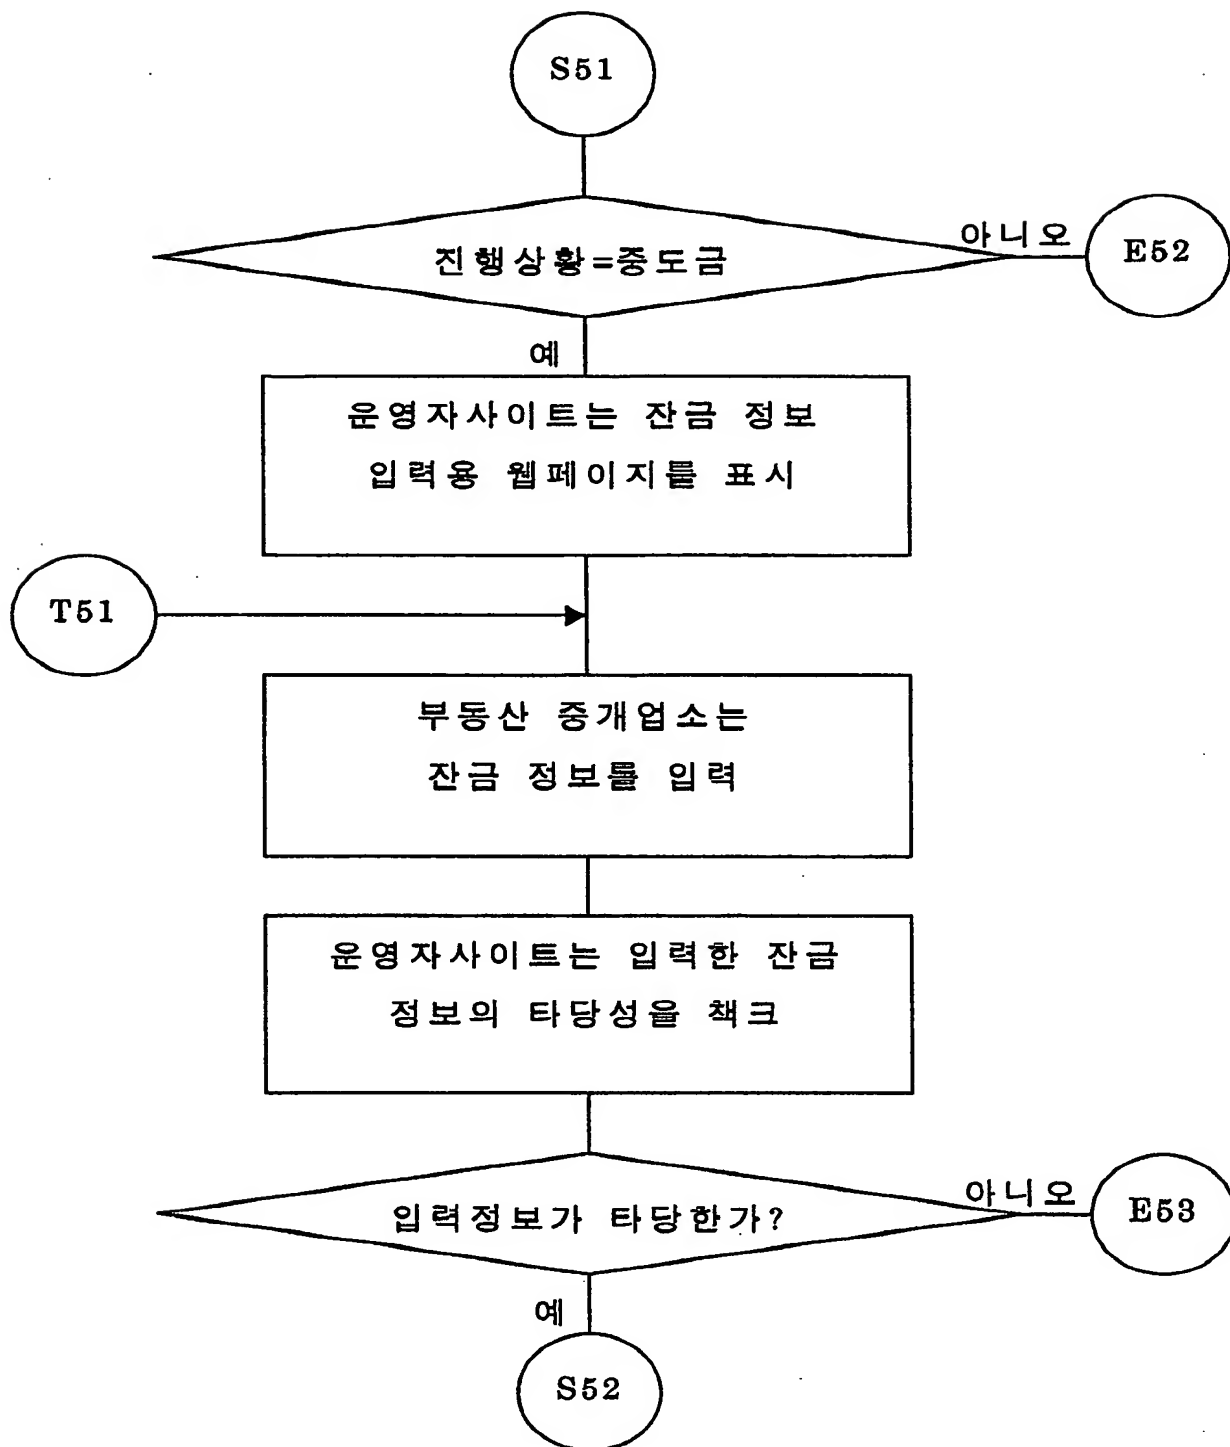 S51
진행상황=중도금
아니오
E52
예
운영자사이트는 잔금 정보
입력용 웹페이지를 표시
T51
부동산 중개업소는
잔금 정보를 입력
운영자사이트는 입력한 잔금
정보의 타당성을 책크
입력정보가 타당한가?
아니오
E53
예
S52